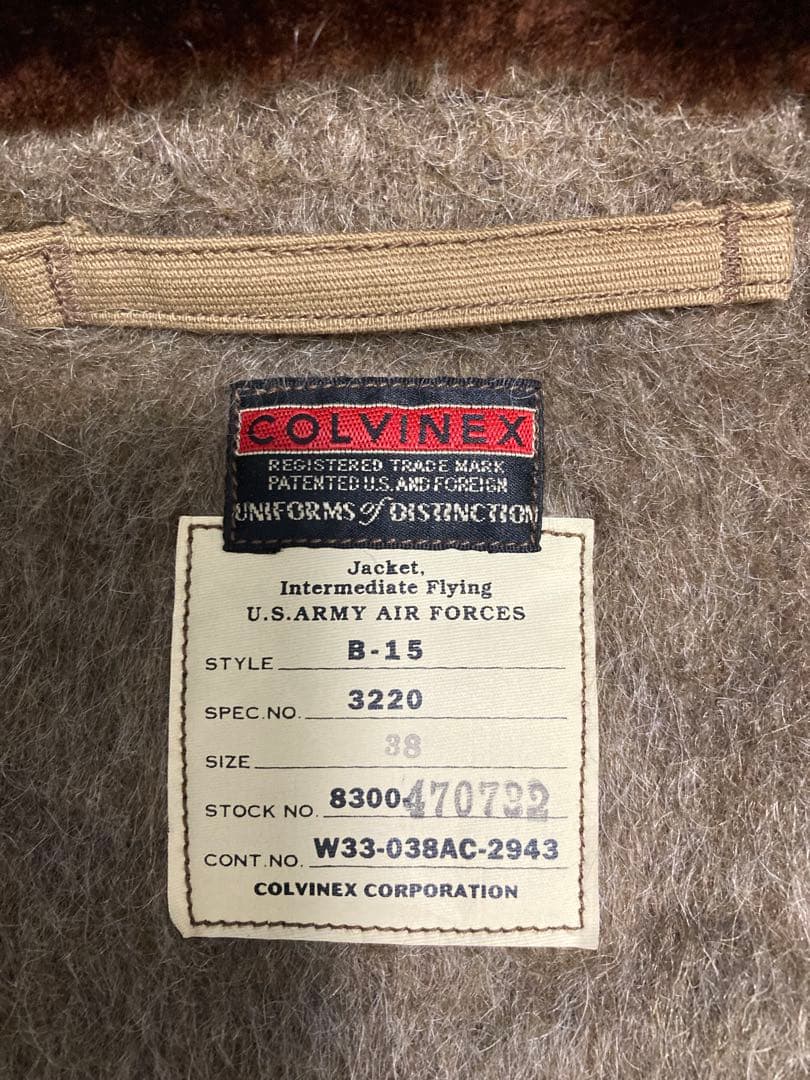 COLVINEX
REGISTERED TRADE MARK
PATENTED U.S. AND FOREIGN
UNIFORMS of DISTINCTION
Jacket,
Intermediate Flying
U.S.ARMY AIR FORCES
STYLE B-15
SPEC.NO. 3220
SIZE 38
STOCK NO. 8300-470732
CONT.NO. W33-038AC-2943
COLVINEX CORPORATION